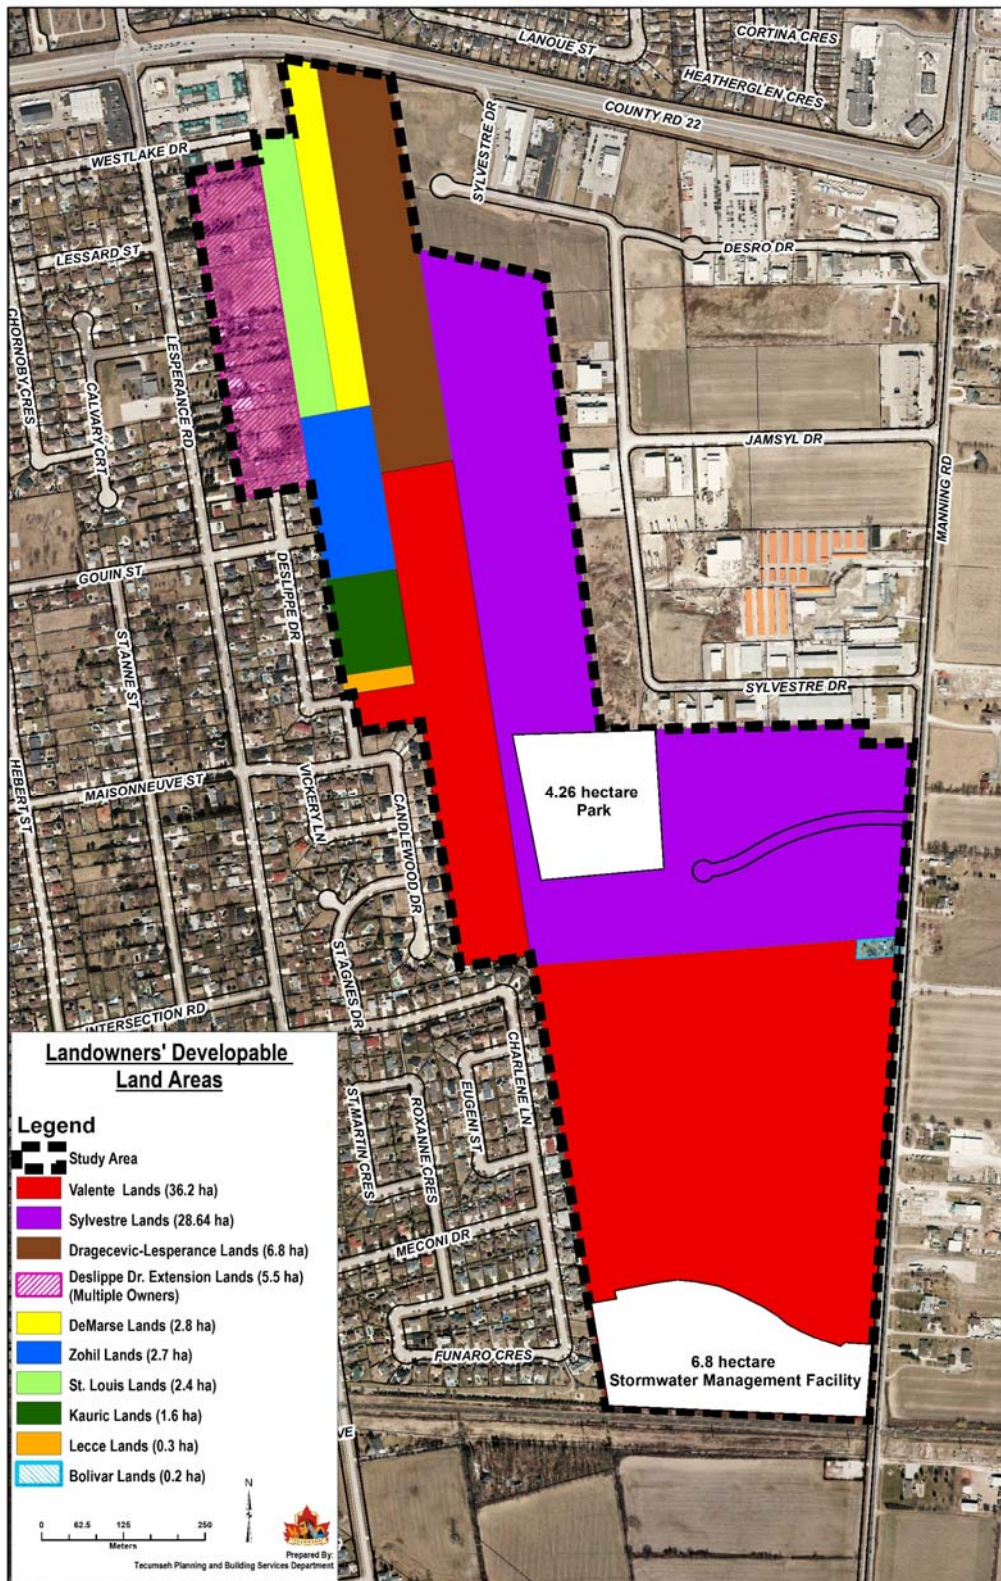 LANOUE ST
CORTINA CRES
HEATHERGLEN CRES
COUNTY RD 22
WESTLAKE DR
SYLVESTRE DR
DESRO DR
LESSARD ST
CHORNOBY CRES
CALVARY CRT
LESPERANCE RD
JAMSYL DR
MANNING RD
GOUIN ST
DESLIPPE DR
ST ANNE ST
SYLVESTRE DR
HEBERT ST
MAISONNEUVE ST
VICKERY LN
CANDLEWOOD DR
4.26 hectare
Park
ST AGNES DR
INTERSECTION RD
CHARLENE LN
EUGENI ST
ST MARTIN CRES
ROXANNE CRES
MECONI DR
FUNARO CRES
6.8 hectare
Stormwater Management Facility
VE
Landowners' Developable
Land Areas
Legend
Study Area
Valente Lands (36.2 ha)
Sylvestre Lands (28.64 ha)
Dragecevic-Lesperance Lands (6.8 ha)
Deslippe Dr. Extension Lands (5.5 ha)
(Multiple Owners)
DeMarse Lands (2.8 ha)
Zohil Lands (2.7 ha)
St. Louis Lands (2.4 ha)
Kauric Lands (1.6 ha)
Lecce Lands (0.3 ha)
Bolivar Lands (0.2 ha)
N
0 62.5 125 250
Meters
Prepared By:
Tecumseh Planning and Building Services Department